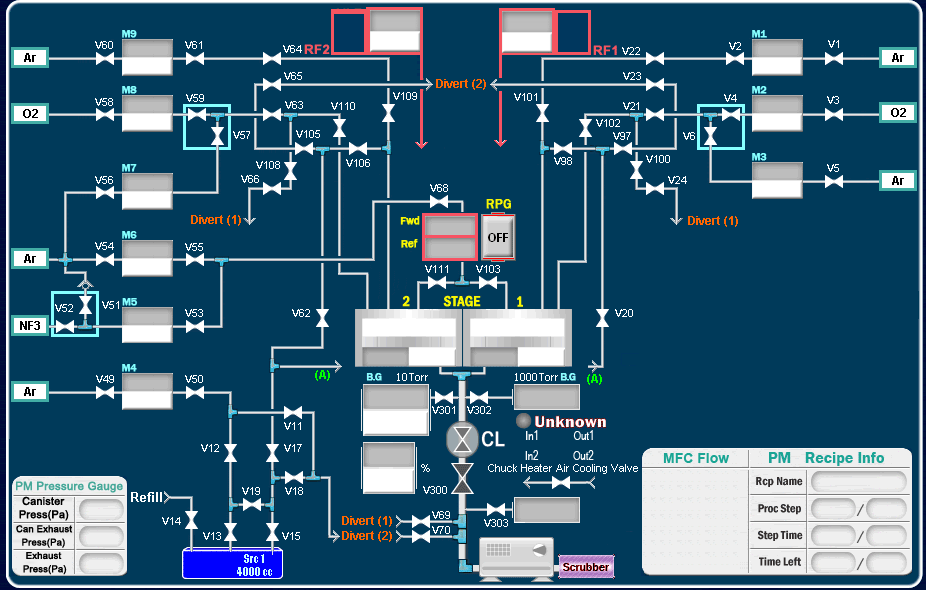 M9
M1
V60
V61
V64
RF2
RF1
V22
V2
V1
Ar
Ar
V65
Divert (2)
V23
M8
M2
V58
V59
V63
V110
V109
V101
V21
V4
V3
O2
O2
V57
V105
V102
V97
V6
V106
V98
M3
M7
V108
V100
V5
V56
V66
V24
Ar
V68
RPG
Divert (1)
Fwd
OFF
Divert (1)
M6
Ref
V54
V55
Ar
V111
V103
M5
2 STAGE 1
V52
V51
V53
V62
V20
NF3
M4
(A)
B.G 10Torr
1000Torr B.G
(A)
V49
V50
Ar
V301
V302
V11
Unknown
CL
In1 Out1
V12
V17
In2 Out2
%
Chuck Heater Air Cooling Valve
MFC Flow
PM Recipe Info
PM Pressure Gauge
V19
V18
V300
Rcp Name
Canister
Press(Pa)
Refill
Proc Step /
V14
Divert (1)
V69
V303
Can Exhaust
Press(Pa)
V13
V15
Divert (2)
V70
Step Time /
Exhaust
Press(Pa)
Src 1
4000 cc
Scrubber
Time Left /